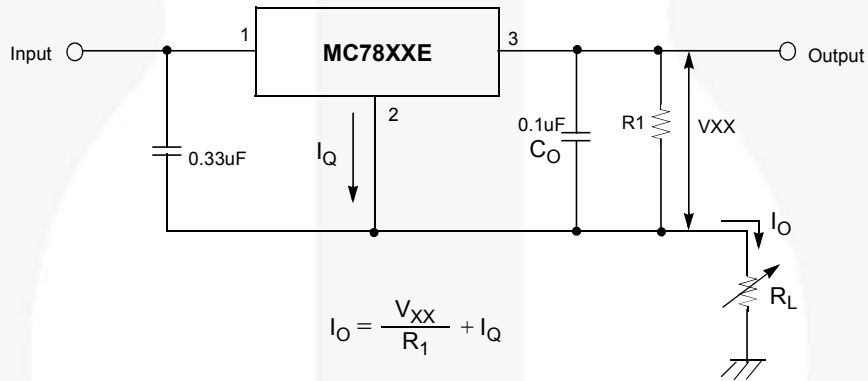 Input
1
MC78XXE
3
Output
2
0.33uF
I_Q
0.1uF
C_O
R1
VXX
I_O
R_L
I_O = V_XX / R_1 + I_Q